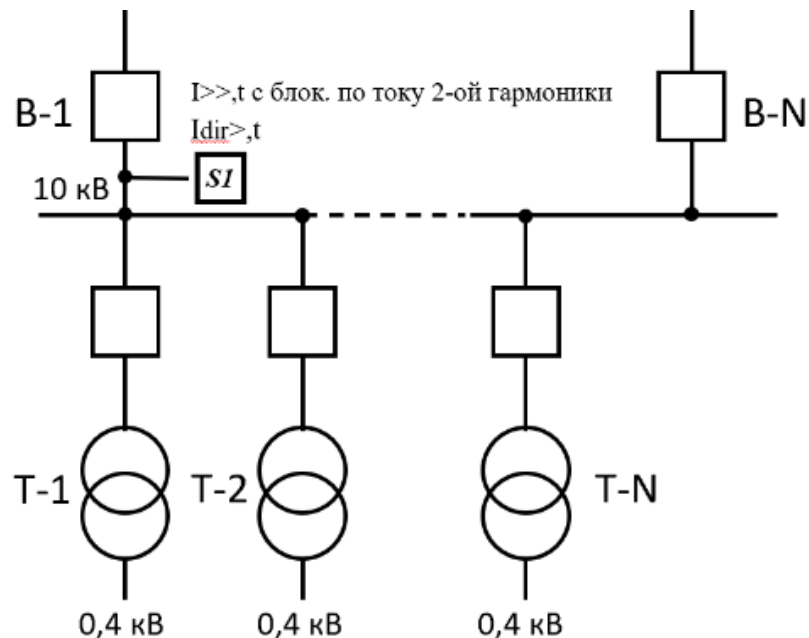 I>>,t с блок. по току 2-ой гармоники
Idir>,t
В-1
В-N
S1
10 кВ
Т-1
Т-2
Т-N
0,4 кВ
0,4 кВ
0,4 кВ